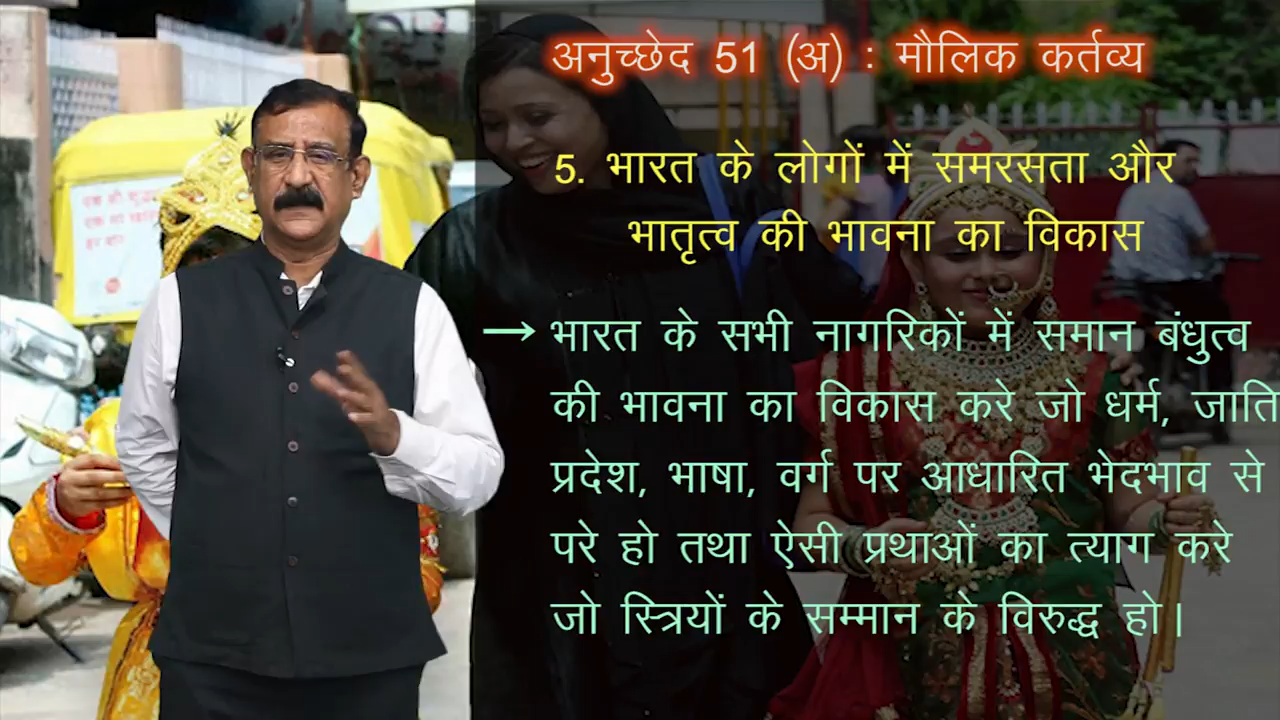 अनुच्छेद 51 (अ) : मौलिक कर्तव्य
5. भारत के लोगों में समरसता और
भातृत्व की भावना का विकास
→ भारत के सभी नागरिकों में समान बंधुत्व
की भावना का विकास करे जो धर्म, जाति
प्रदेश, भाषा, वर्ग पर आधारित भेदभाव से
परे हो तथा ऐसी प्रथाओं का त्याग करे
जो स्त्रियों के सम्मान के विरुद्ध हो।